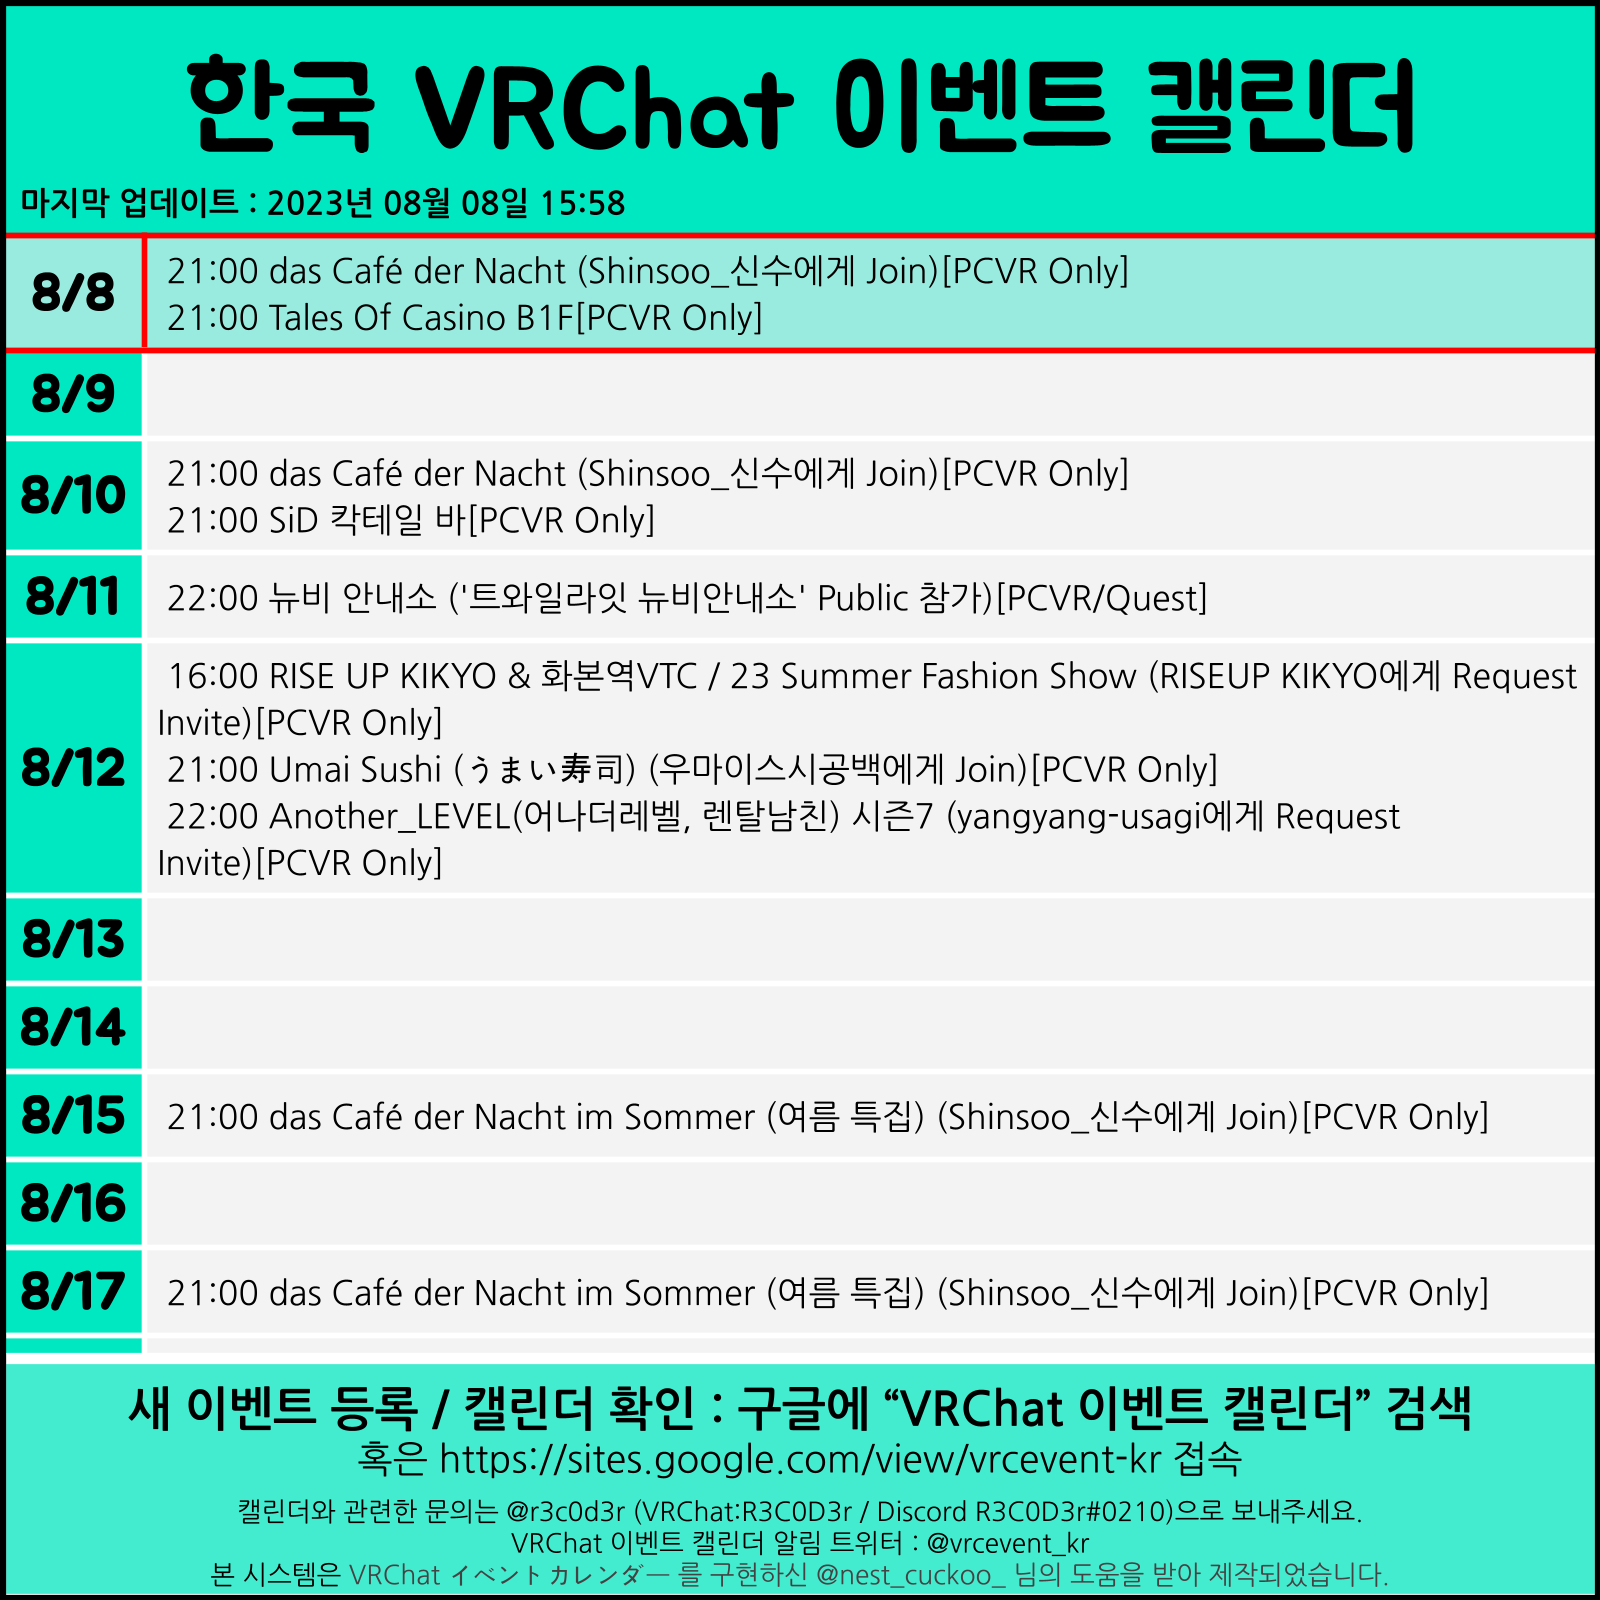 한국 VRChat 이벤트 캘린더
마지막 업데이트 : 2023년 08월 08일 15:58
8/8
21:00 das Café der Nacht (Shinsoo_신수에게 Join)[PCVR Only]
21:00 Tales Of Casino B1F[PCVR Only]
8/9
8/10
21:00 das Café der Nacht (Shinsoo_신수에게 Join)[PCVR Only]
21:00 SiD 칵테일 바[PCVR Only]
8/11
22:00 뉴비 안내소 ('트와일라잇 뉴비안내소' Public 참가)[PCVR/Quest]
8/12
16:00 RISE UP KIKYO & 화본역VTC / 23 Summer Fashion Show (RISEUP KIKYO에게 Request
Invite)[PCVR Only]
21:00 Umai Sushi (うまい寿司) (우마이스시공백에게 Join)[PCVR Only]
22:00 Another_LEVEL(어나더레벨, 렌탈남친) 시즌7 (yangyang-usagi에게 Request
Invite)[PCVR Only]
8/13
8/14
8/15
21:00 das Café der Nacht im Sommer (여름 특집) (Shinsoo_신수에게 Join)[PCVR Only]
8/16
8/17
21:00 das Café der Nacht im Sommer (여름 특집) (Shinsoo_신수에게 Join)[PCVR Only]
새 이벤트 등록 / 캘린더 확인 : 구글에 “VRChat 이벤트 캘린더” 검색
혹은 https://sites.google.com/view/vrcevent-kr 접속
캘린더와 관련한 문의는 @r3c0d3r (VRChat:R3C0D3r / Discord R3C0D3r#0210)으로 보내주세요.
VRChat 이벤트 캘린더 알림 트위터 : @vrcevent_kr
본 시스템은 VRChat イベントカレンダー 를 구현하신 @nest_cuckoo_ 님의 도움을 받아 제작되었습니다.